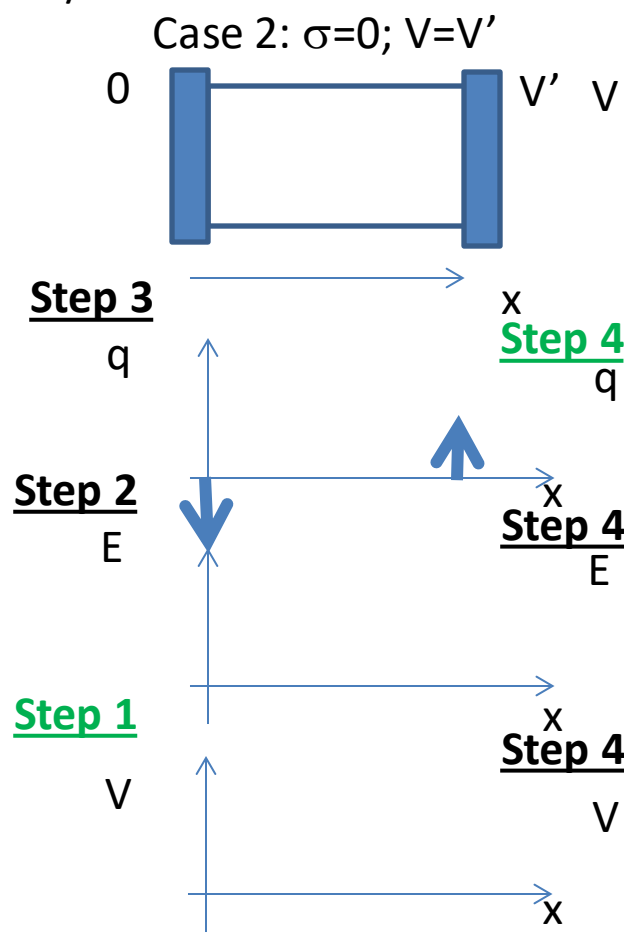 Case 2: σ=0; V=V’
0
V’ V
x
Step 3
q
Step 4
q
x
Step 2
E
Step 4
E
x
Step 1
V
Step 4
V
x